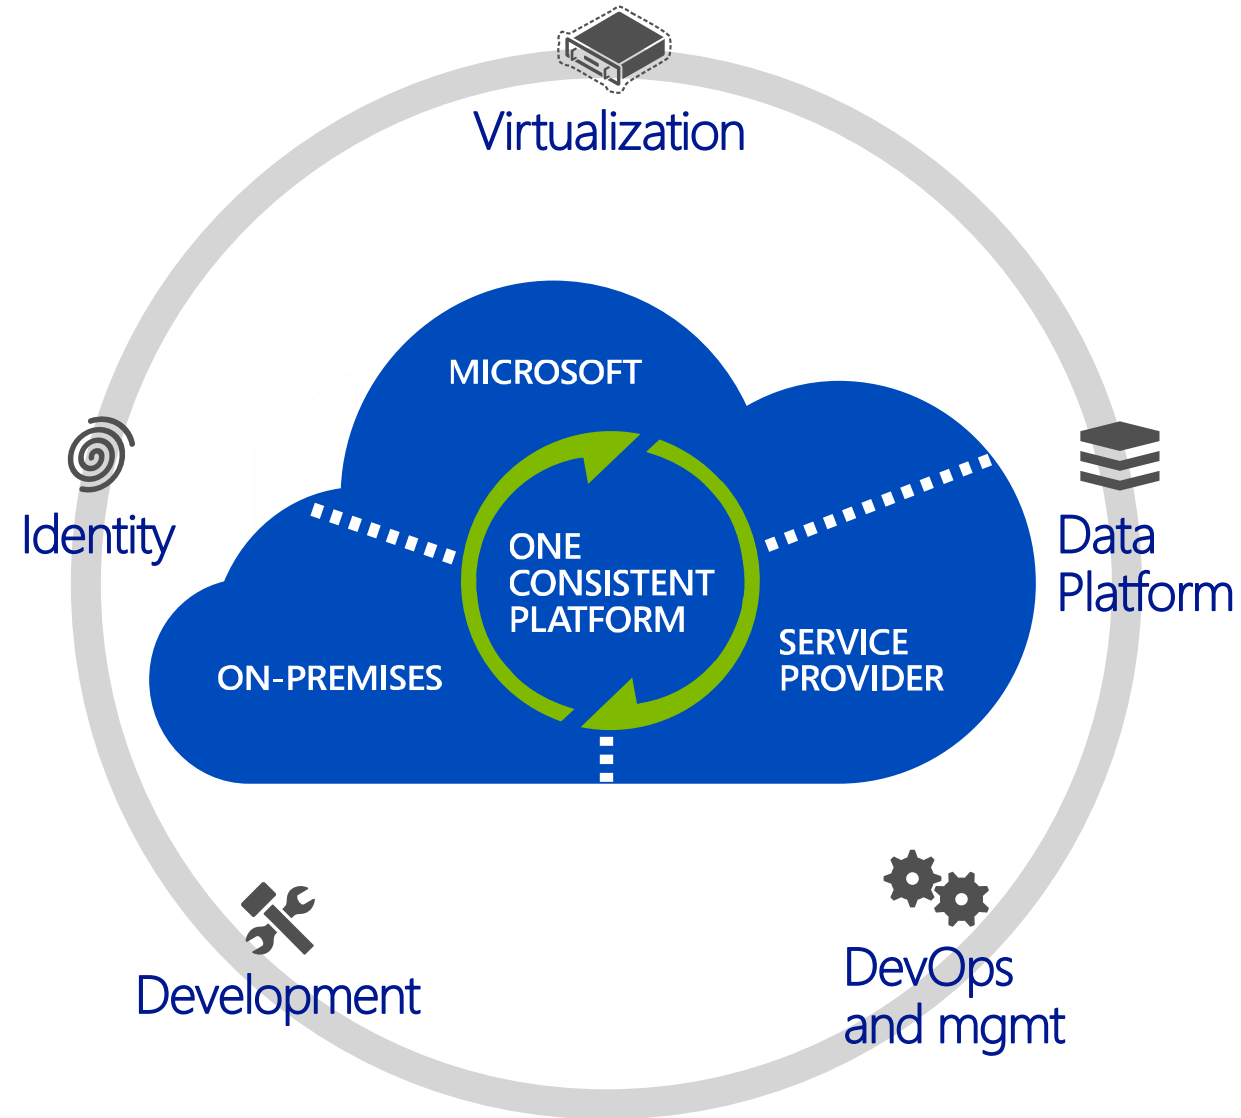 Virtualization
MICROSOFT
Identity
ONE
CONSISTENT
PLATFORM
Data
Platform
ON-PREMISES
SERVICE
PROVIDER
Development
DevOps
and mgmt